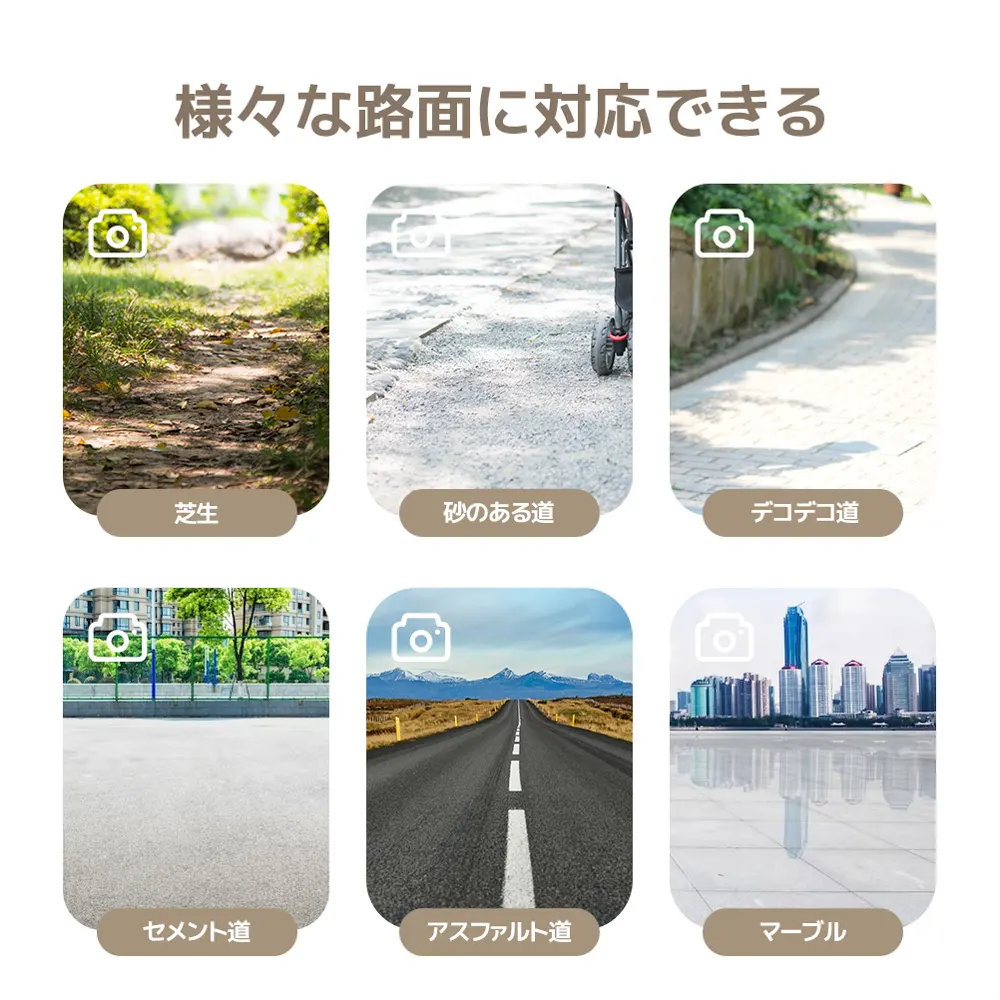 様々な路面に対応できる
芝生
砂のある道
デコデコ道
セメント道
アスファルト道
マーブル